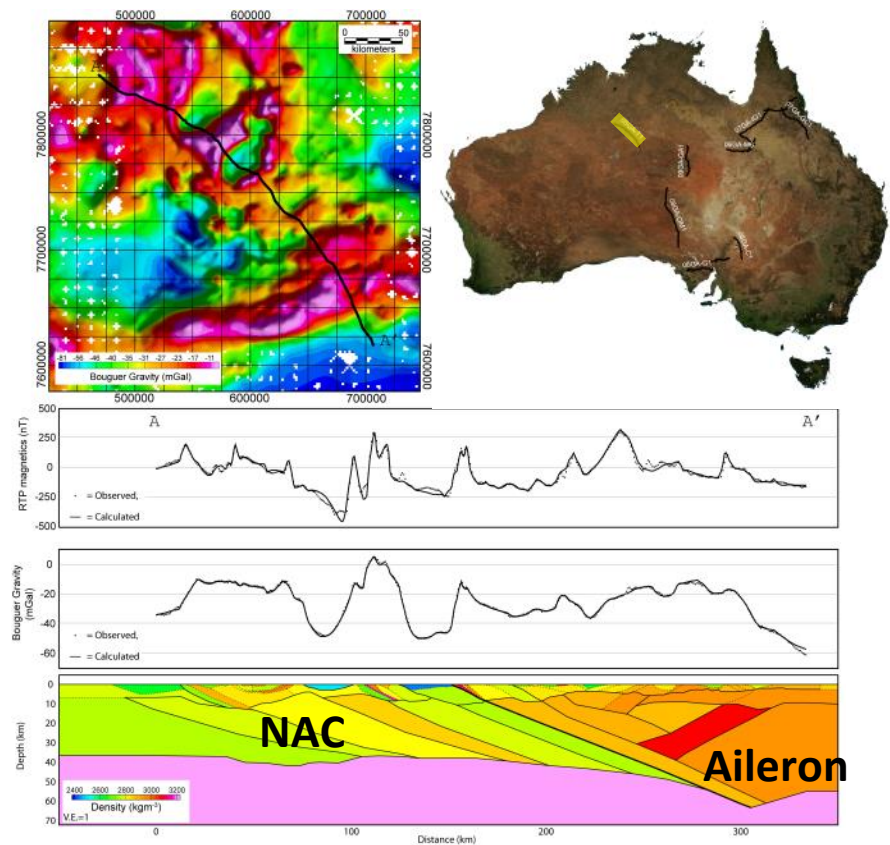 500000 600000 700000
0 50
kilometers
A
7800000
7700000
7600000
7800000
7700000
7600000
A'
-81 -56 -46 -40 -35 -31 -27 -23 -17 -11
Bouguer Gravity (mGal)
500000 600000 700000
A A'
500
250
0
-250
-500
RTP magnetics (nT)
= Observed,
= Calculated
0
-20
-40
-60
Bouguer Gravity
(mGal)
= Observed,
= Calculated
0
10
20
30
40
50
60
70
Depth (km)
NAC
Aileron
2400 2600 2800 3000 3200
Density (kgm-3)
V.E.=1
0 100 200 300
Distance (km)